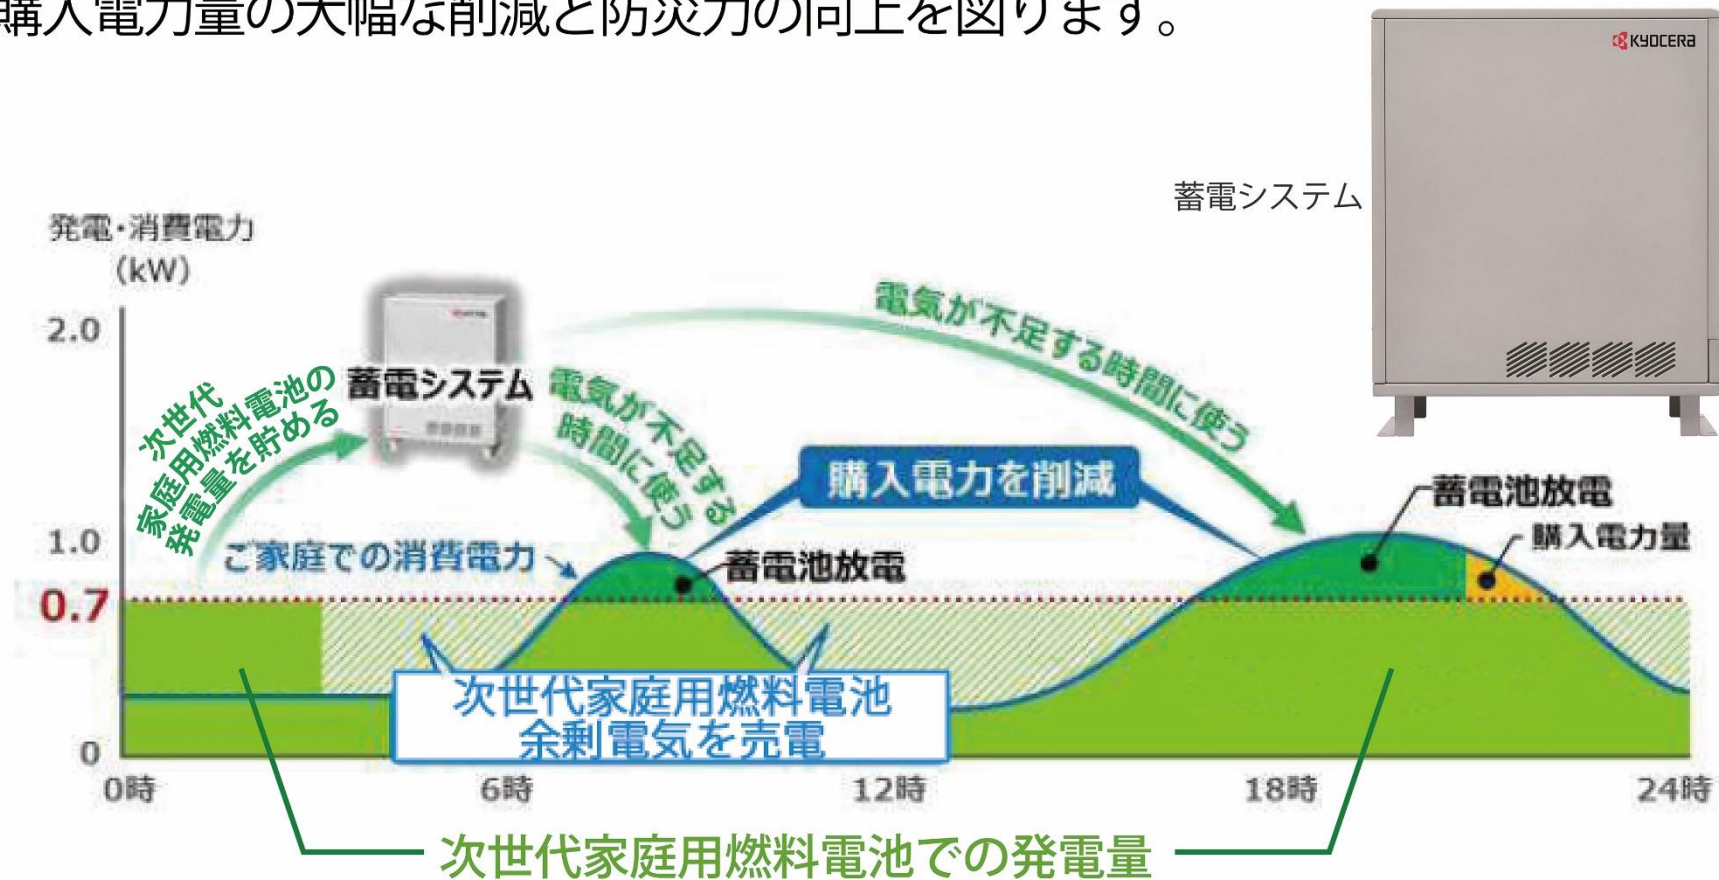 購入電力量の大幅な削減と防災力の向上を図ります。
KYOCERA
蓄電システム
発電・消費電力
（kW）
2.0
1.0
0.7
0
次世代
家庭用燃料電池の
発電量を貯める
蓄電システム
電気が不足する
時間に使う
電気が不足する時間に使う
購入電力を削減
ご家庭での消費電力
蓄電池放電
蓄電池放電
購入電力量
次世代家庭用燃料電池
余剰電気を売電
0時
6時
12時
18時
24時
次世代家庭用燃料電池での発電量